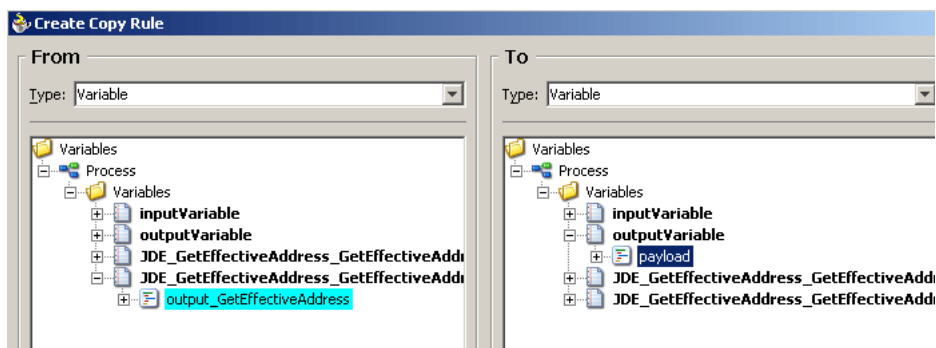 Create Copy Rule
From
Type: Variable
Variables
Process
Variables
inputVariable
outputVariable
JDE_GetEffectiveAddress_GetEffectiveAddr
JDE_GetEffectiveAddress_GetEffectiveAddr
output_GetEffectiveAddress
To
Type: Variable
Variables
Process
Variables
inputVariable
outputVariable
payload
JDE_GetEffectiveAddress_GetEffectiveAddr
JDE_GetEffectiveAddress_GetEffectiveAddr